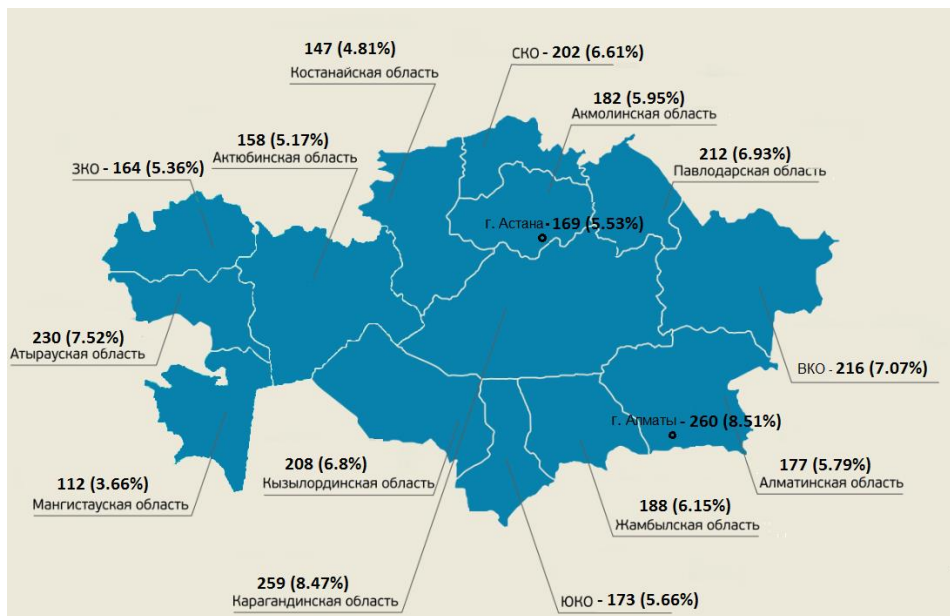 147 (4.81%)
Костанайская область
СКО - 202 (6.61%)
182 (5.95%)
Акмолинская область
158 (5.17%)
Актюбинская область
212 (6.93%)
Павлодарская область
ЗКО - 164 (5.36%)
г. Астана - 169 (5.53%)
230 (7.52%)
Атырауская область
ВКО - 216 (7.07%)
г. Алматы - 260 (8.51%)
177 (5.79%)
Алматинская область
208 (6.8%)
Кызылординская область
112 (3.66%)
Мангистауская область
188 (6.15%)
Жамбылская область
259 (8.47%)
Карагандинская область
ЮКО - 173 (5.66%)